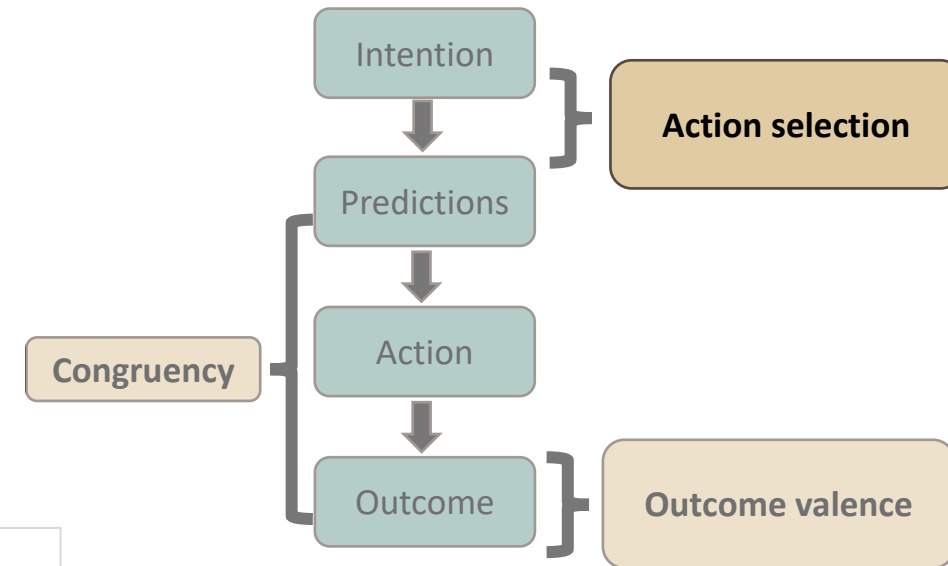 Intention
Action selection
Predictions
Action
Congruency
Outcome
Outcome valence